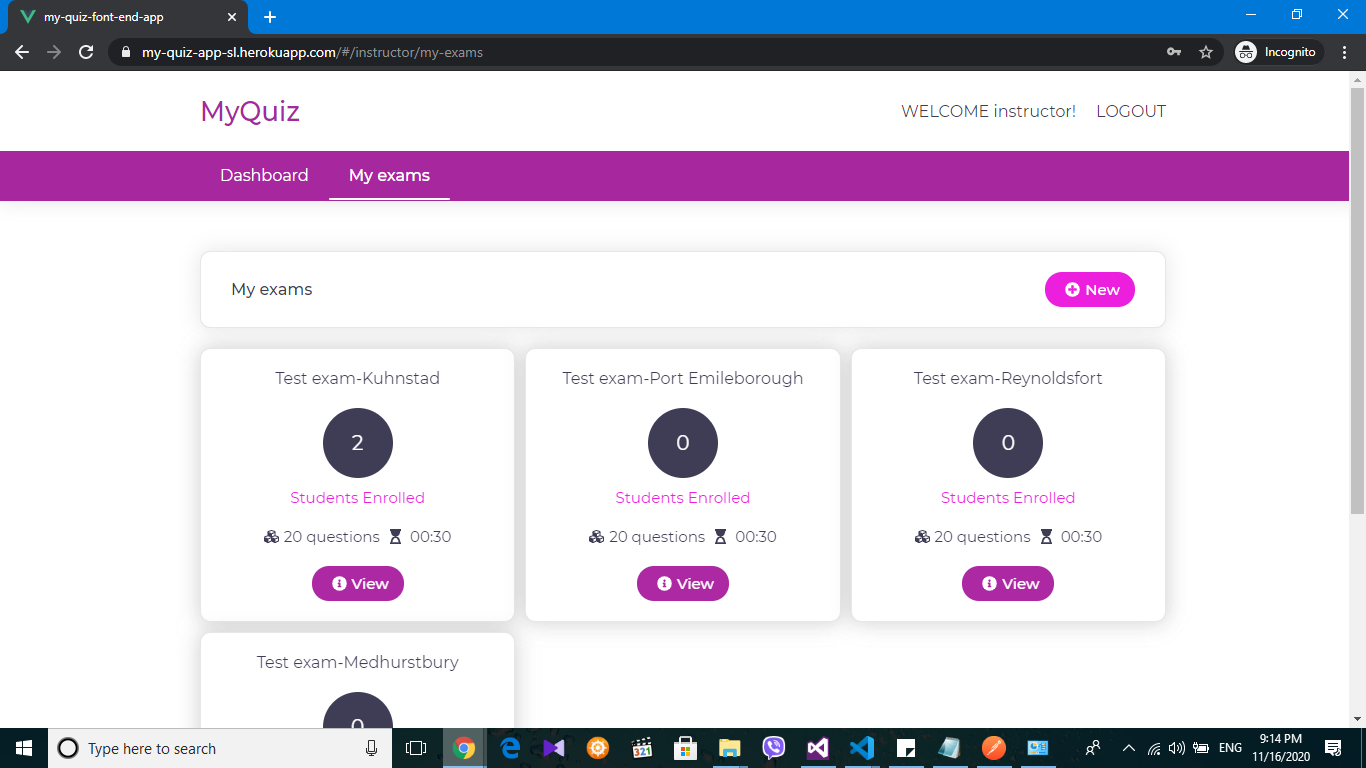 my-quiz-font-end-app
my-quiz-app-sl.herokuapp.com/#/instructor/my-exams
Incognito
MyQuiz
WELCOME instructor! LOGOUT
Dashboard My exams
My exams
New
Test exam-Kuhnstad
2
Students Enrolled
20 questions 00:30
View
Test exam-Port Emileborough
0
Students Enrolled
20 questions 00:30
View
Test exam-Reynoldsfort
0
Students Enrolled
20 questions 00:30
View
Test exam-Medhurstbury
0
Type here to search
321
ENG
9:14 PM
11/16/2020